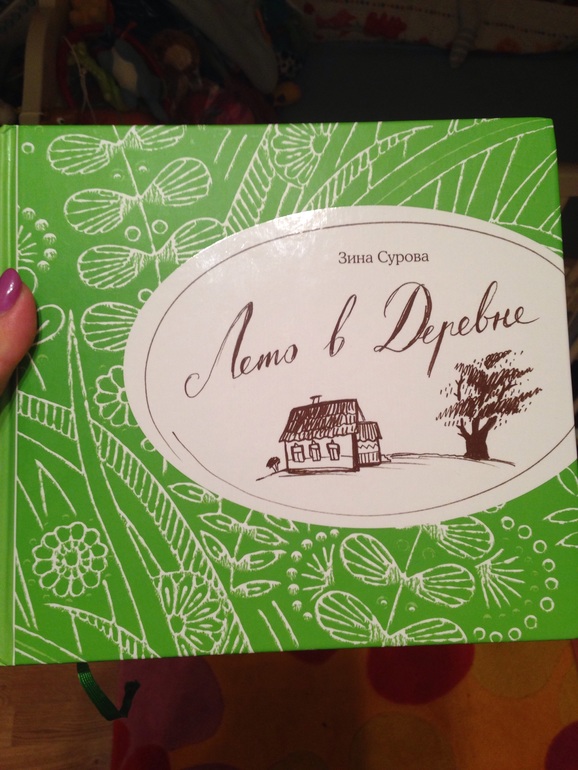 Зина Сурова
Лето в Деревне